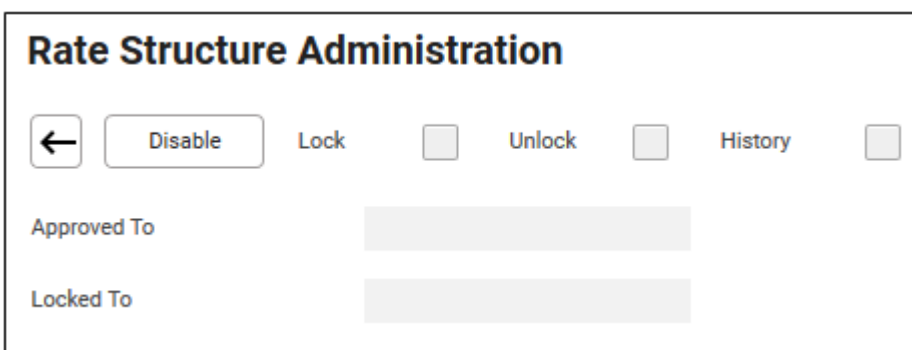 Rate Structure Administration
Disable Lock Unlock History
Approved To
Locked To